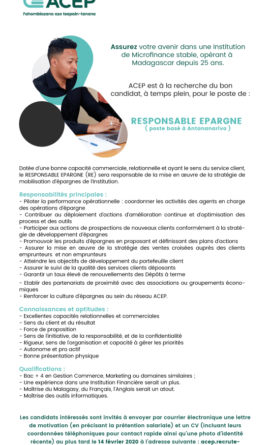 ACEP
Fahombiazana azo iaraha-banana
Assurez votre avenir dans une Institution
de Microfinance stable, opérant à
Madagascar depuis 25 ans.
ACEP est à la recherche du bon
candidat, à temps plein, pour le poste de :
RESPONSABLE EPARGNE
( poste basé à Antananarivo )
Dotée d'une bonne capacité commerciale, relationnelle et ayant le sens du service client,
le RESPONSABLE EPARGNE (RE) sera responsable de la mise en œuvre de la stratégie de
mobilisation d'épargnes de l'institution.
Responsabilités principales :
- Piloter la performance opérationnelle : coordonner les activités des agents en charge
des opérations d'épargne
- Contribuer au déploiement d'actions d'amélioration continue et d'optimisation des
process et des outils
- Participer aux actions de prospections de nouveaux clients conformément à la straté-
gie de développement d'épargnes
- Promouvoir les produits d'épargnes en proposant et définissant des plans d'actions
- Assurer la mise en œuvre de la stratégie des ventes croisées auprès des clients
emprunteurs et non emprunteurs
- Atteindre les objectifs de développement du portefeuille client
- Assurer le suivi de la qualité des services clients déposants
- Garantir un taux élevé de renouvellements des Dépôts à terme
- Etablir des partenariats de proximité avec des associations ou groupements écono-
miques
- Renforcer la culture d'épargnes au sein du réseau ACEP.
Connaissances et aptitudes :
- Excellentes capacités relationnelles et commerciales
- Sens du client et du résultat
- Force de proposition
- Sens de l'initiative, de la responsabilité, et de la confidentialité
- Rigueur, sens de l'organisation et capacité à gérer les priorités
- Autonome et pro actif
- Bonne présentation physique
Qualifications :
- Bac + 4 en Gestion Commerce, Marketing ou domaines similaires ;
- Une expérience dans une Institution Financière serait un plus.
- Maîtrise du Malagasy, du Français, l'Anglais serait un atout.
- Maîtrise des outils informatiques.
Les candidats intéressés sont invités à envoyer par courrier électronique une lettre
de motivation (en précisant la prétention salariale) et un CV (incluant leurs
coordonnées téléphoniques pour contact rapide ainsi qu'une photo d'identité
récente) au plus tard le 14 février 2020 à l'adresse suivante : acep.recrute-